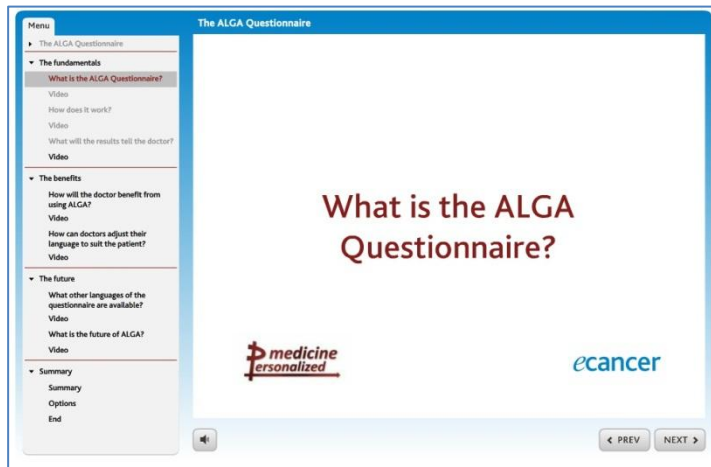 Menu
The ALGA Questionnaire
The fundamentals
What is the ALGA Questionnaire?
Video
How does it work?
Video
What will the results tell the doctor?
Video
The benefits
How will the doctor benefit from
using ALGA?
Video
How can doctors adjust their
language to suit the patient?
Video
The future
What other languages of the
questionnaire are available?
Video
What is the future of ALGA?
Video
Summary
Summary
Options
End
The ALGA Questionnaire
What is the ALGA
Questionnaire?
P medicine
ersonalized
ecancer
PREV
NEXT